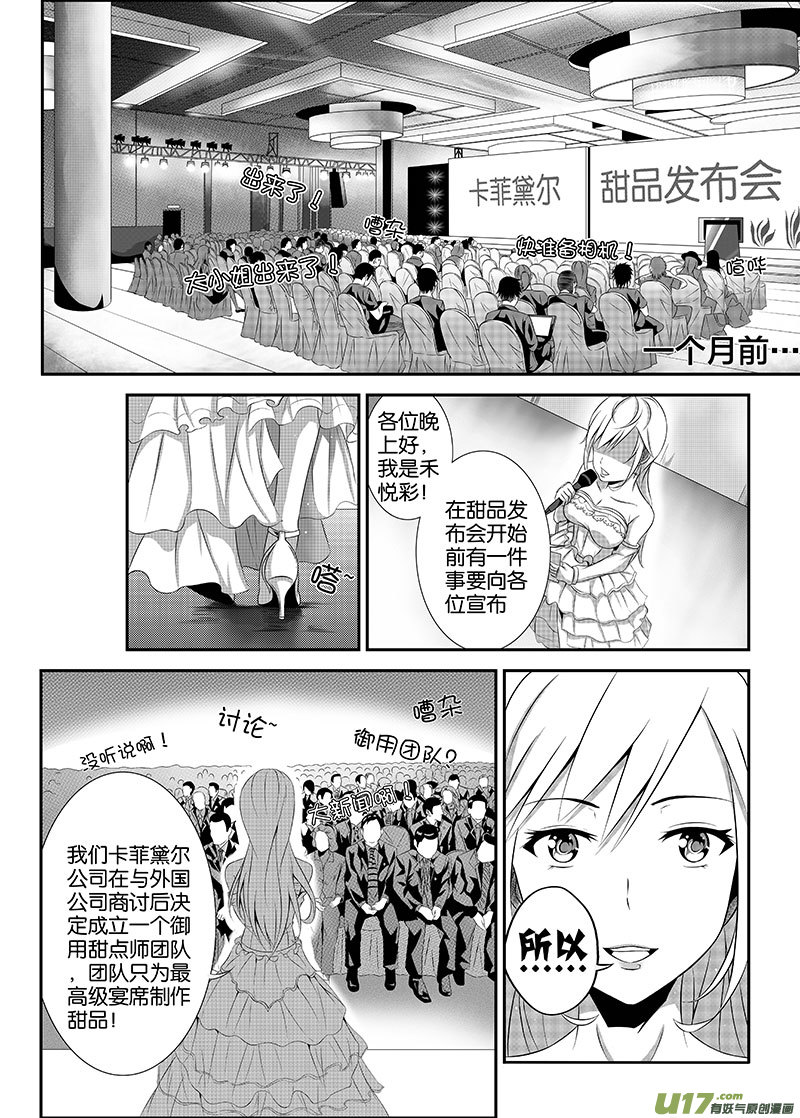 卡菲黛尔
甜品发布会
出来了！
嘈杂
快准备相机！
喧哗
大小姐出来了！
一个月前…
各位晚
上好，
我是禾
悦彩！
在甜品发
布会开始
前有一件
事要向各
位宣布
嗒~
讨论~
嘈杂
没听说啊！
御用团队？
大新闻啊！
我们卡菲黛尔
公司在与外国
公司商讨后决
定成立一个御
用甜点师团队
，团队只为最
高级宴席制作
甜品！
所以
……
U17.com
有妖气原创漫画